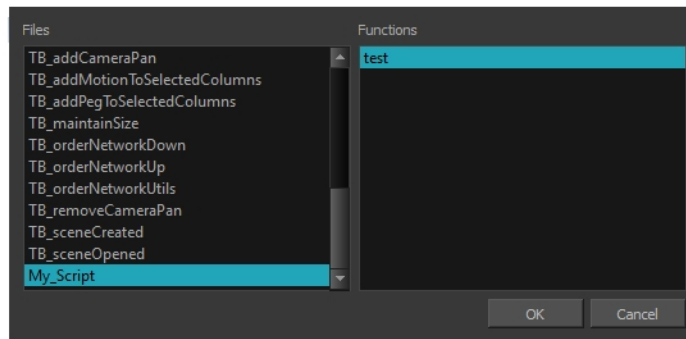 Files
Functions
TB_addCameraPan
TB_addMotionToSelectedColumns
TB_addPegToSelectedColumns
TB_maintainSize
TB_orderNetworkDown
TB_orderNetworkUp
TB_orderNetworkUtils
TB_removeCameraPan
TB_sceneCreated
TB_sceneOpened
My_Script
test
OK
Cancel